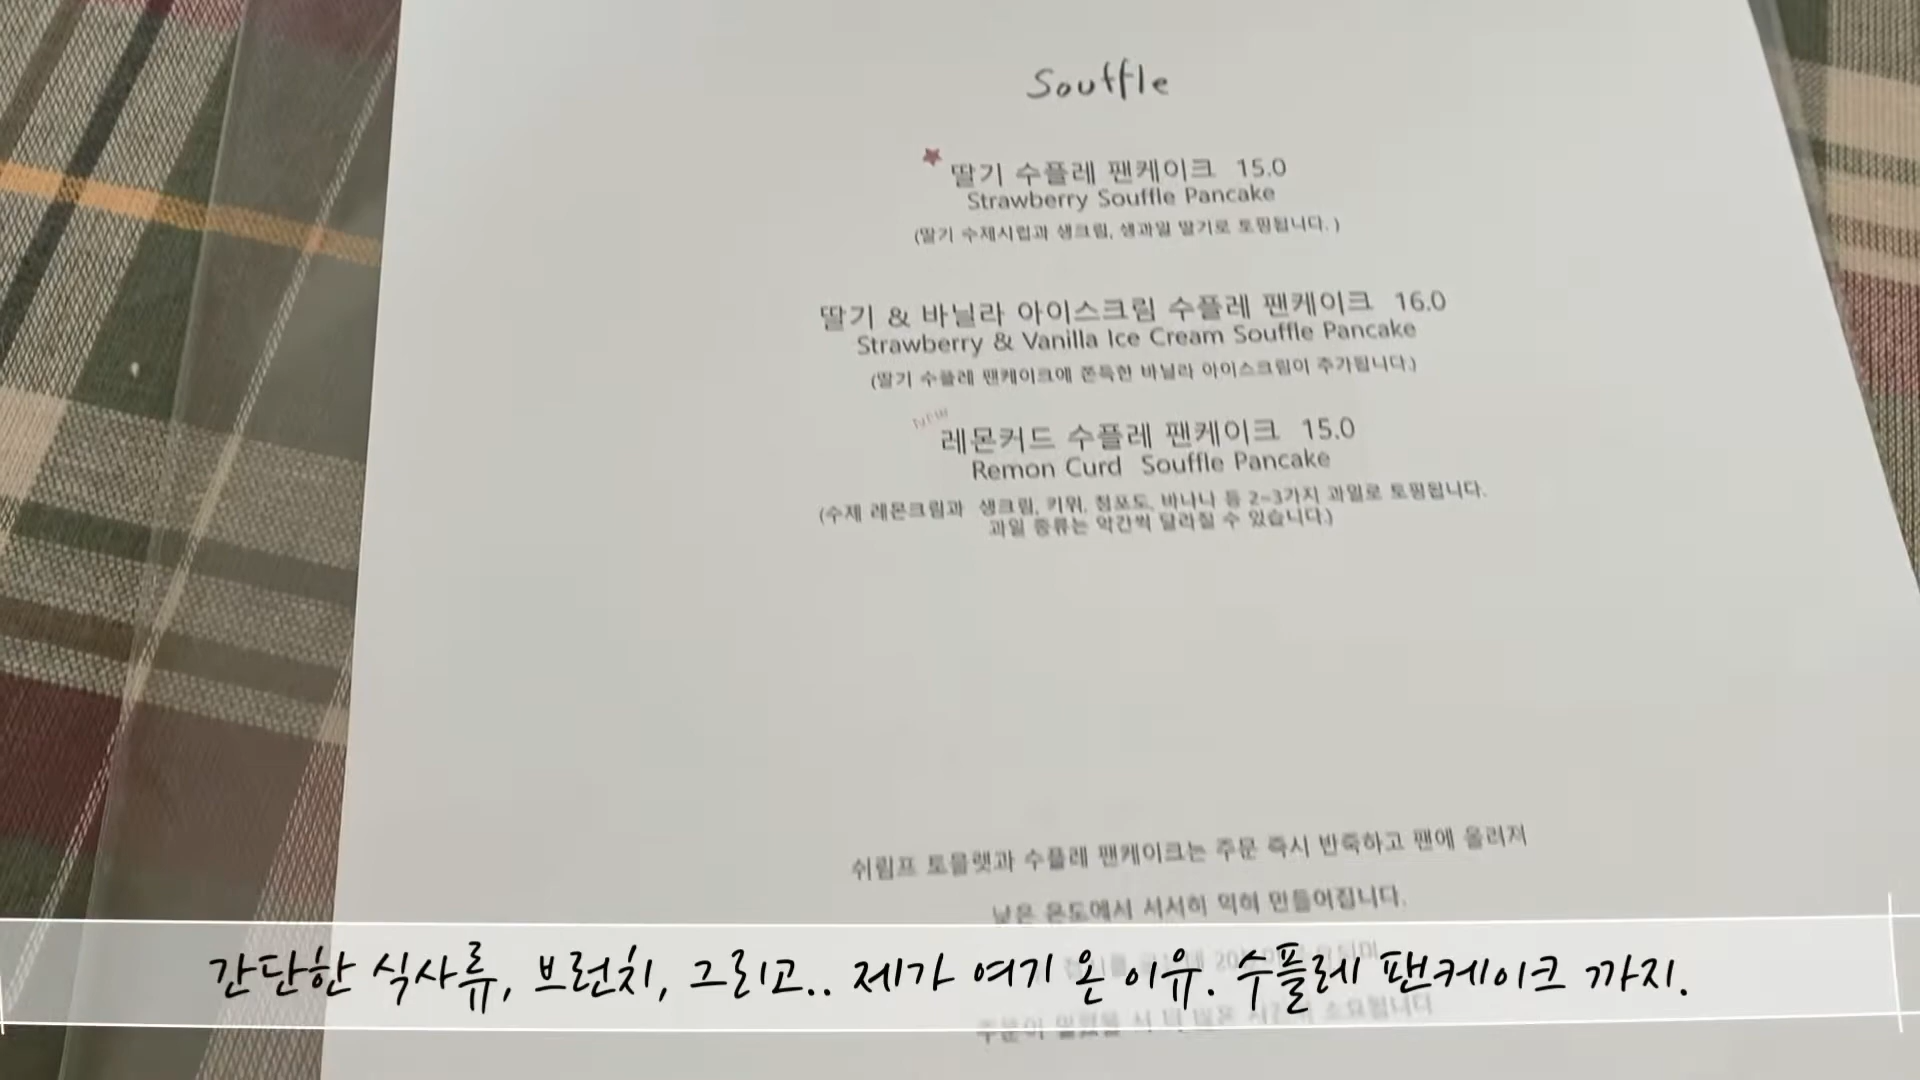 Souffle
딸기 수플레 팬케이크 15.0
Strawberry Souffle Pancake
(딸기 수제시럽과 생크림, 생과일 딸기로 토핑됩니다. )
딸기 & 바닐라 아이스크림 수플레 팬케이크 16.0
Strawberry & Vanilla Ice Cream Souffle Pancake
(딸기 수플레 팬케이크에 쫀득한 바닐라 아이스크림이 추가됩니다.)
NEW
레몬커드 수플레 팬케이크 15.0
Remon Curd Souffle Pancake
(수제 레몬크림과 생크림, 키위, 청포도, 바나나 등 2~3가지 과일로 토핑됩니다.
과일 종류는 약간씩 달라질 수 있습니다.)
쉬림프 토믈렛과 수플레 팬케이크는 주문 즉시 반죽하고 팬에 올려져
낮은 온도에서 서서히 익혀 만들어집니다.
간단한 식사류, 브런치, 그리고.. 제가 여기 온 이유. 수플레 팬케이크 까지.
소요됩니다